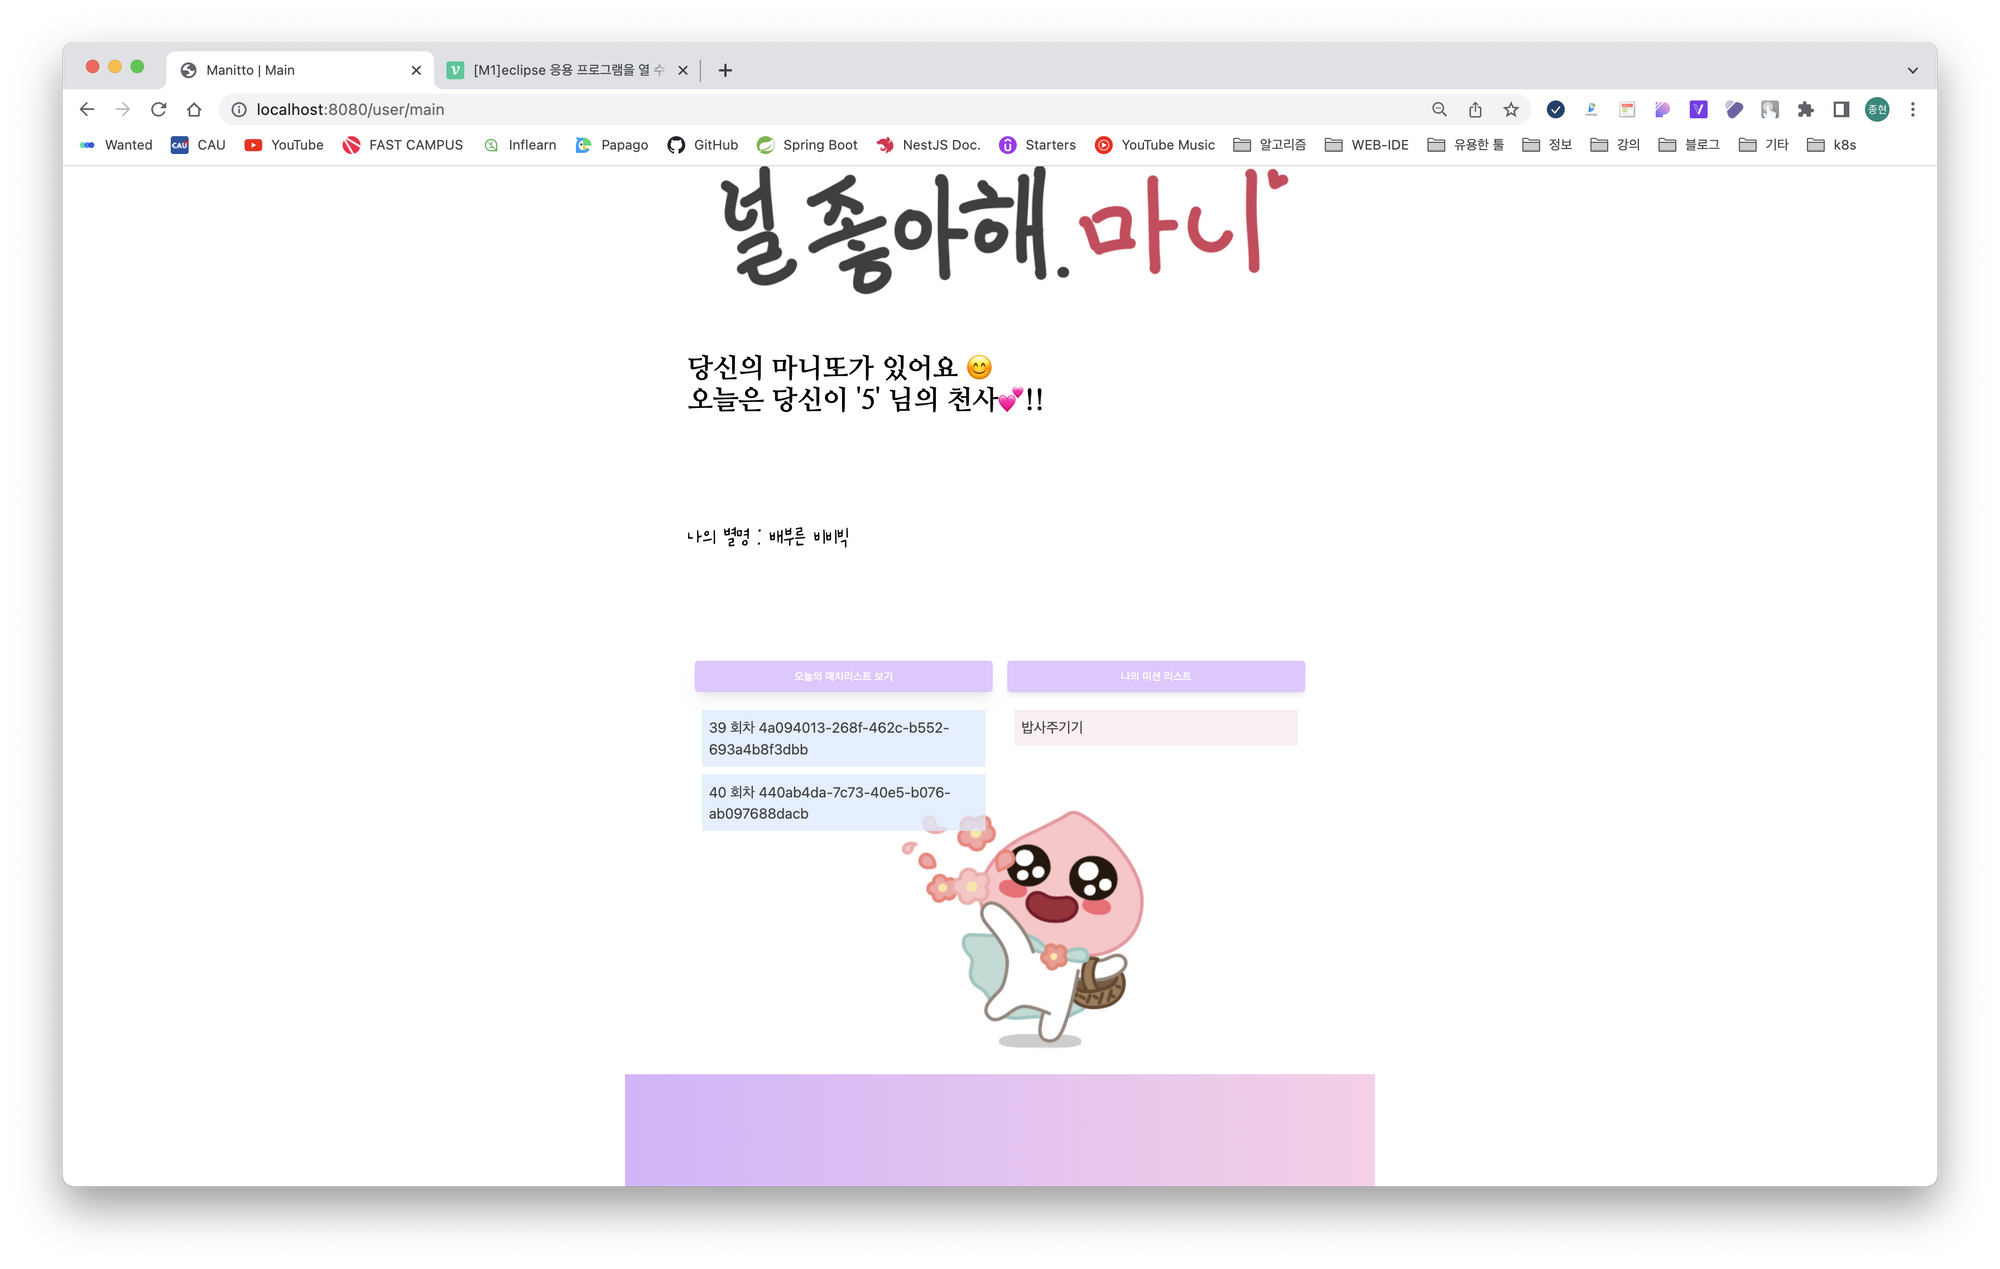 Manitto | Main
[M1]eclipse 응용 프로그램을 열 수
localhost:8080/user/main
종현
Wanted
CAU
YouTube
FAST CAMPUS
Inflearn
Papago
GitHub
Spring Boot
NestJS Doc.
Starters
YouTube Music
알고리즘
WEB-IDE
유용한 툴
정보
강의
블로그
기타
k8s
널 좋아해. 마니
당신의 마니또가 있어요 😊
오늘은 당신이 '5' 님의 천사💕!!
나의 별명 : 배부른 비비빅
오늘의 매치리스트 보기
나의 미션 리스트
39 회차 4a094013-268f-462c-b552-
693a4b8f3dbb
밥사주기기
40 회차 440ab4da-7c73-40e5-b076-
ab097688dacb